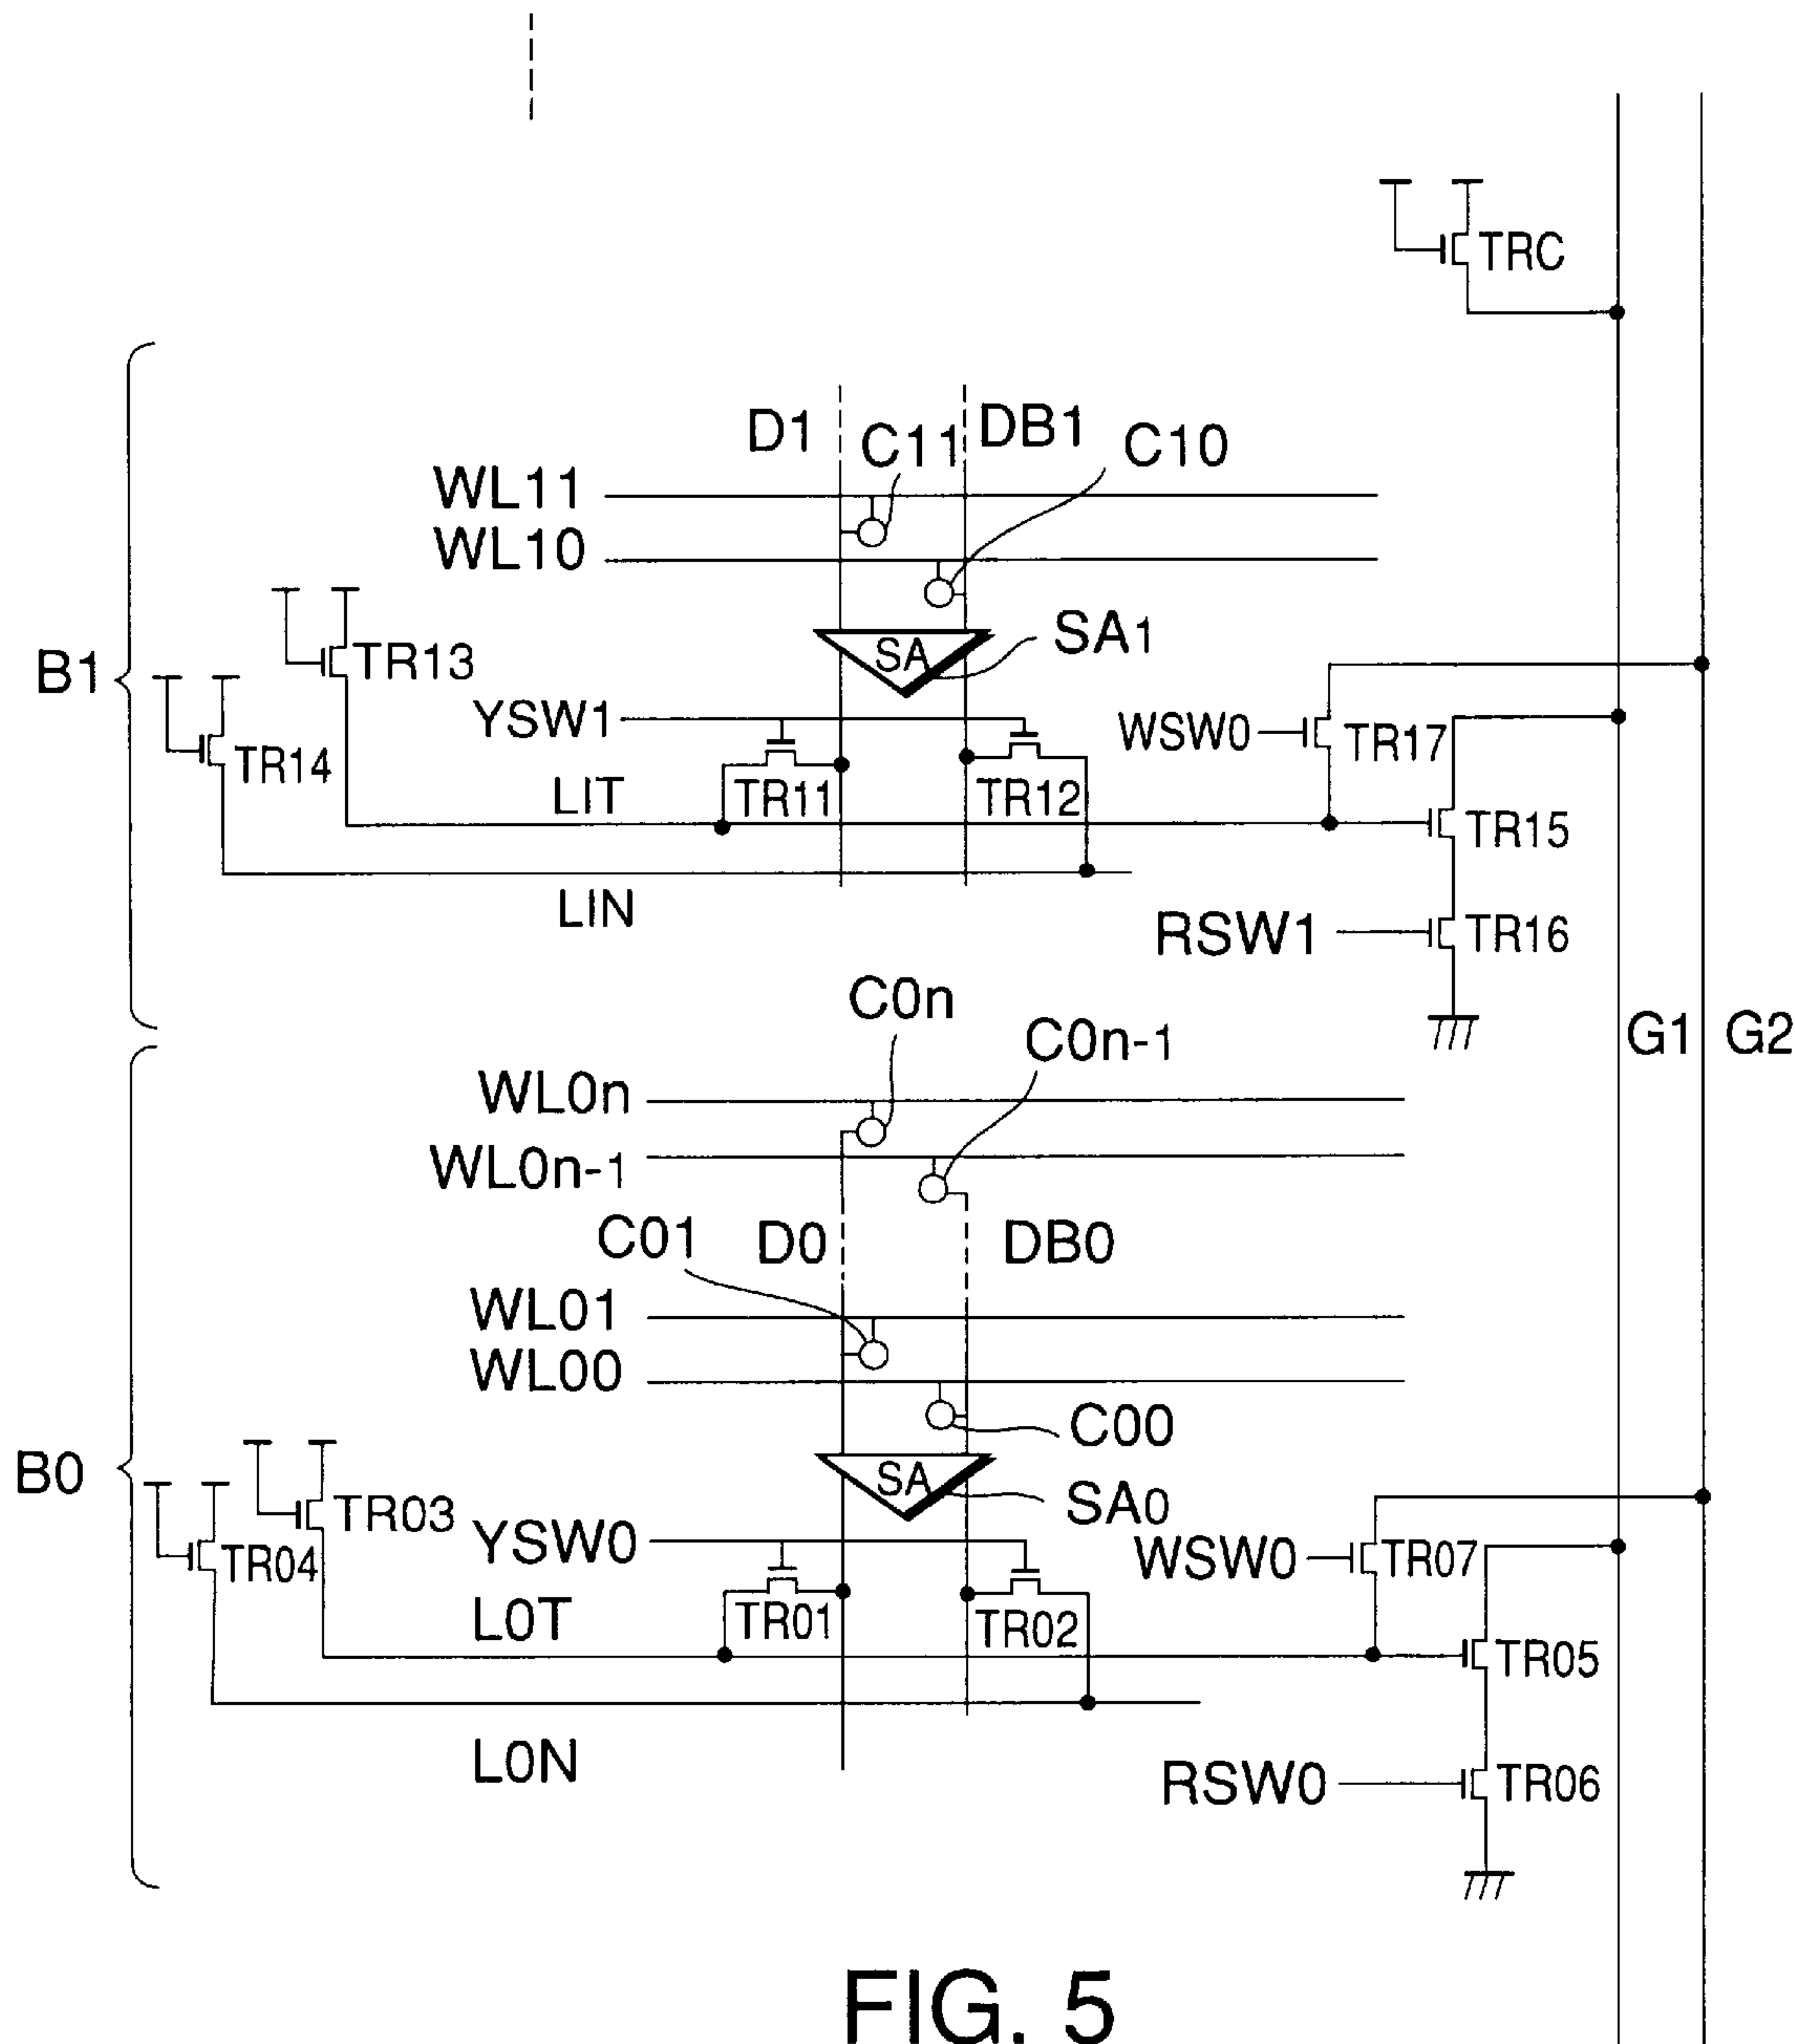 TRC
D1
C11
DB1
C10
WL11
WL10
SA
SA1
B1
TR13
TR14
YSW1
WSW0
TR17
LIT
TR11
TR12
TR15
LIN
RSW1
TR16
C0n
C0n-1
G1
G2
WL0n
WL0n-1
C01
D0
DB0
WL01
WL00
C00
B0
SA
SA0
TR03
TR04
YSW0
WSW0
TR07
L0T
TR01
TR02
TR05
L0N
RSW0
TR06
FIG. 5